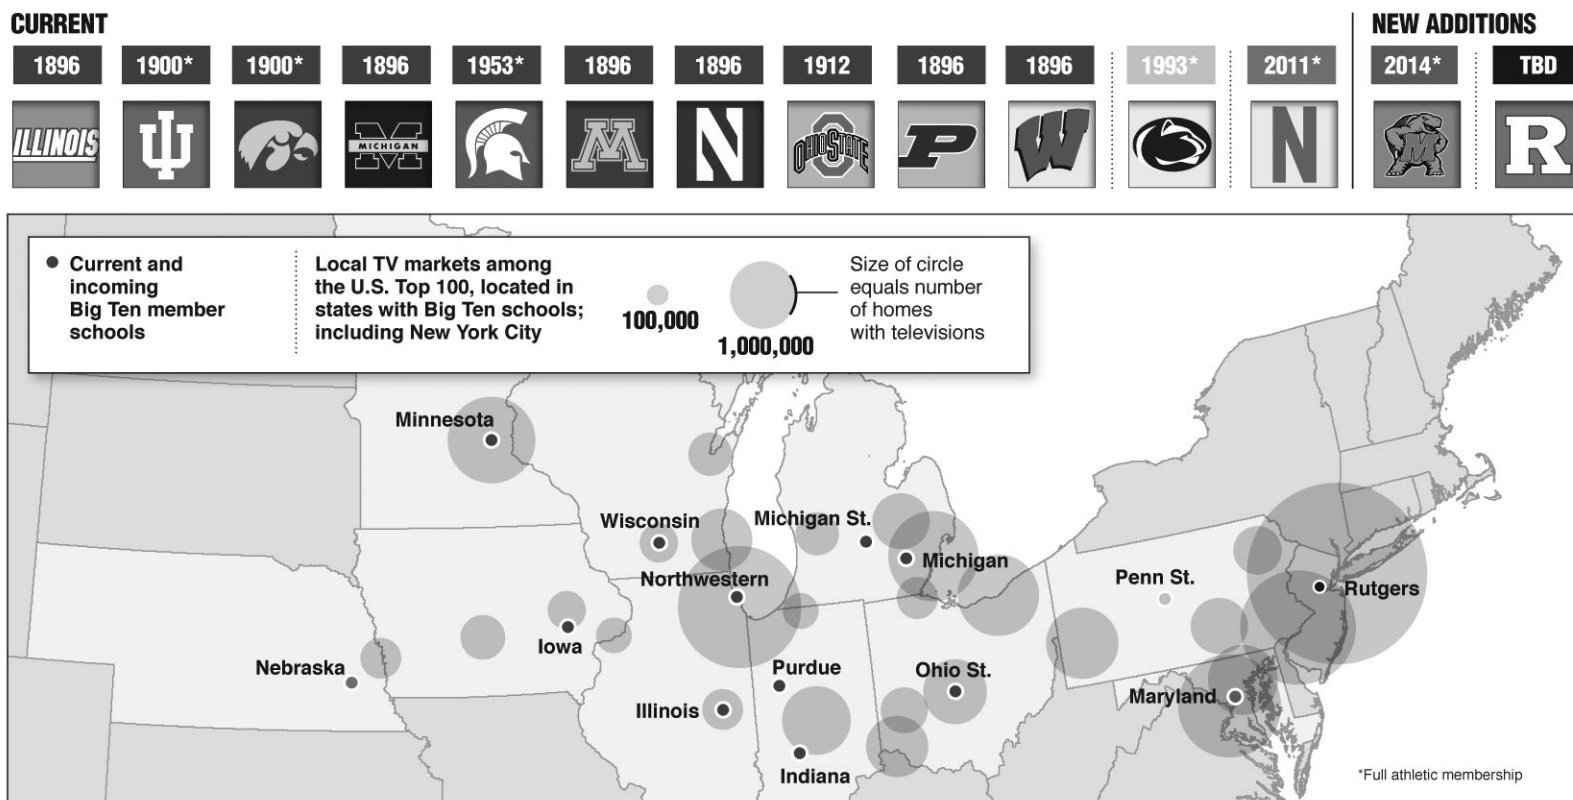 CURRENT
NEW ADDITIONS
1896 1900* 1900* 1896 1953* 1896 1896 1912 1896 1896 1993* 2011* 2014* TBD
ILLINOIS IU M MICHIGAN M N OHIO STATE P W N M R
Current and
incoming
Big Ten member
schools
Local TV markets among
the U.S. Top 100, located in
states with Big Ten schools;
including New York City
100,000
1,000,000
Size of circle
equals number
of homes
with televisions
Minnesota
Wisconsin
Michigan St.
Michigan
Northwestern
Penn St.
Rutgers
Iowa
Nebraska
Purdue
Ohio St.
Maryland
Illinois
Indiana
*Full athletic membership